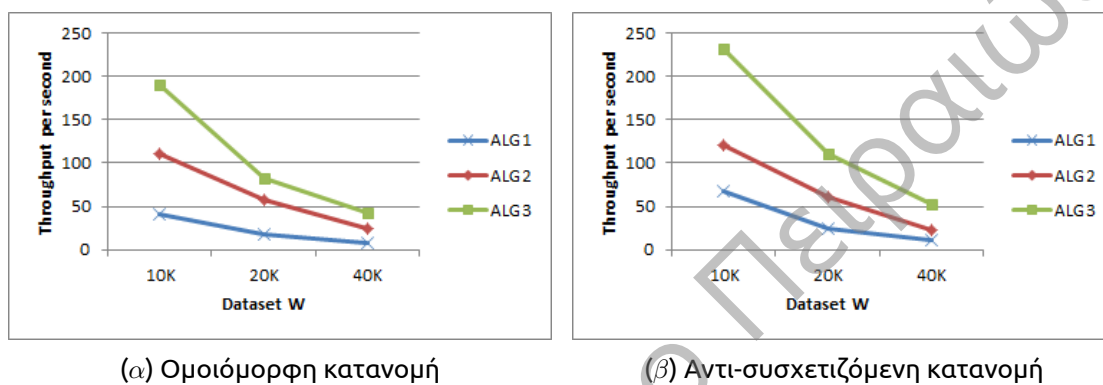 250
200
150
100
50
0
Throughput per second
10K 20K 40K
Dataset W
ALG1
ALG2
ALG3
(α) Ομοιόμορφη κατανομή
250
200
150
100
50
0
Throughput per second
10K 20K 40K
Dataset W
ALG1
ALG2
ALG3
(β) Αντι-συσχετιζόμενη κατανομή